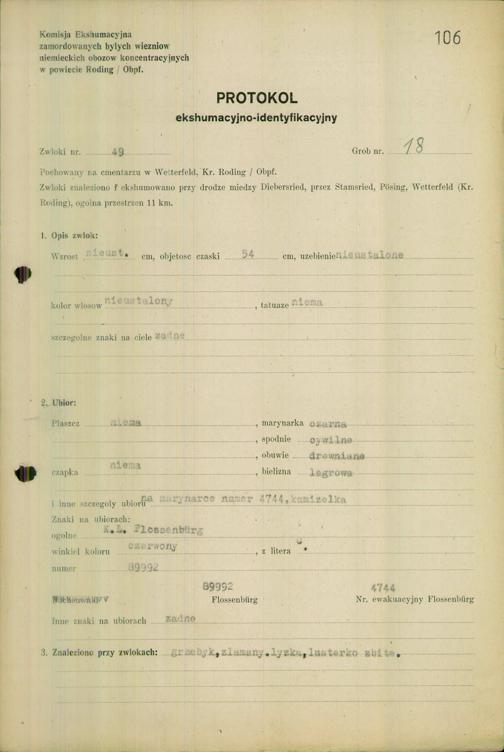 106
Komisja Ekshumacyjna
zamordowanych bylych wiezniow
niemieckich obozow koncentracyjnych
w powiecie Roding / Obpf.
PROTOKOL
ekshumacyjno-identyfikacyjny
Zwloki nr. 49 Grob nr. 18
Pochowany na cmentarzu w Wetterfeld, Kr. Roding / Obpf.
Zwloki znaleziono i ekshumowano przy drodze miedzy Diebersried, przez Stamsried, Pösing, Wetterfeld (Kr.
Roding), ogolna przestrzen 11 km.
1. Opis zwlok:
Wzrost nieust. cm, objetosc czaski 54 cm, uzebienie nieustalone
kolor wlosow nieustalony , tatuaze niema
szczegolne znaki na ciele zadne
2. Ubior:
Plaszcz niema , marynarka czarna
, spodnie cywilne
, obuwie drewniane
czapka niema , bielizna lagrowa
i inne szczegoly ubioru na marynarce numer 4744,kamizelka
Znaki na ubiorach:
ogolne K.L. Flossenbürg
winkiel koloru czerwony , z litera
numer 89992
89992 4744
Flossenbürg Nr. ewakuacyjny Flossenbürg
Inne znaki na ubiorach zadne
3. Znaleziono przy zwlokach: grzebyk,zlamany.lyzka,lusterko zbite.